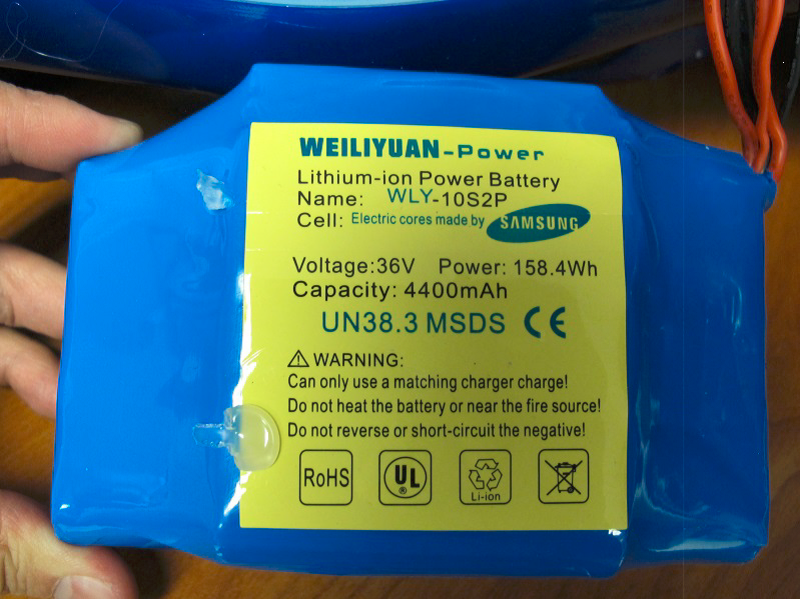 WEILIYUAN-Power
Lithium-ion Power Battery
Name: WLY-10S2P
Cell: Electric cores made by SAMSUNG
Voltage:36V Power: 158.4Wh
Capacity: 4400mAh
UN38.3 MSDS CE
WARNING:
Can only use a matching charger charge!
Do not heat the battery or near the fire source!
Do not reverse or short-circuit the negative!
RoHS UL® Li-ion